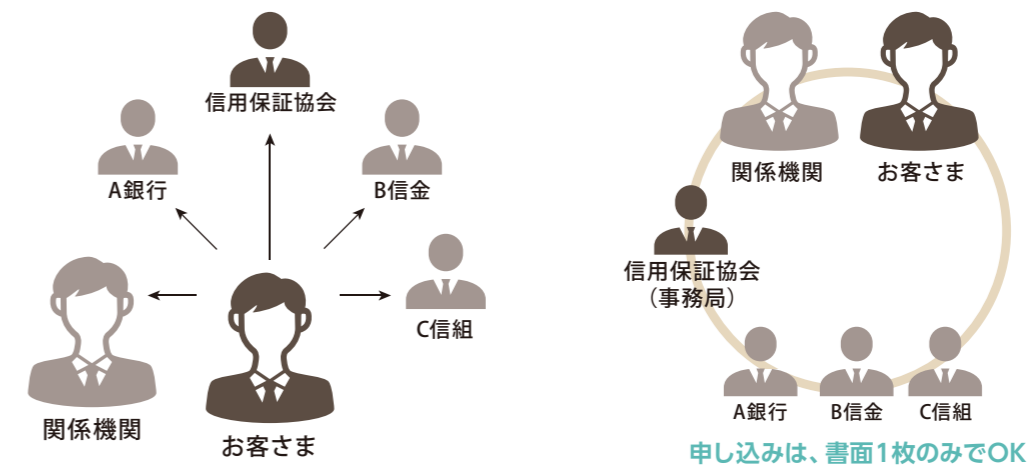 信用保証協会
A銀行
B信金
C信組
関係機関
お客さま
関係機関
お客さま
信用保証協会
（事務局）
A銀行
B信金
C信組
申し込みは、書面1枚のみでOK